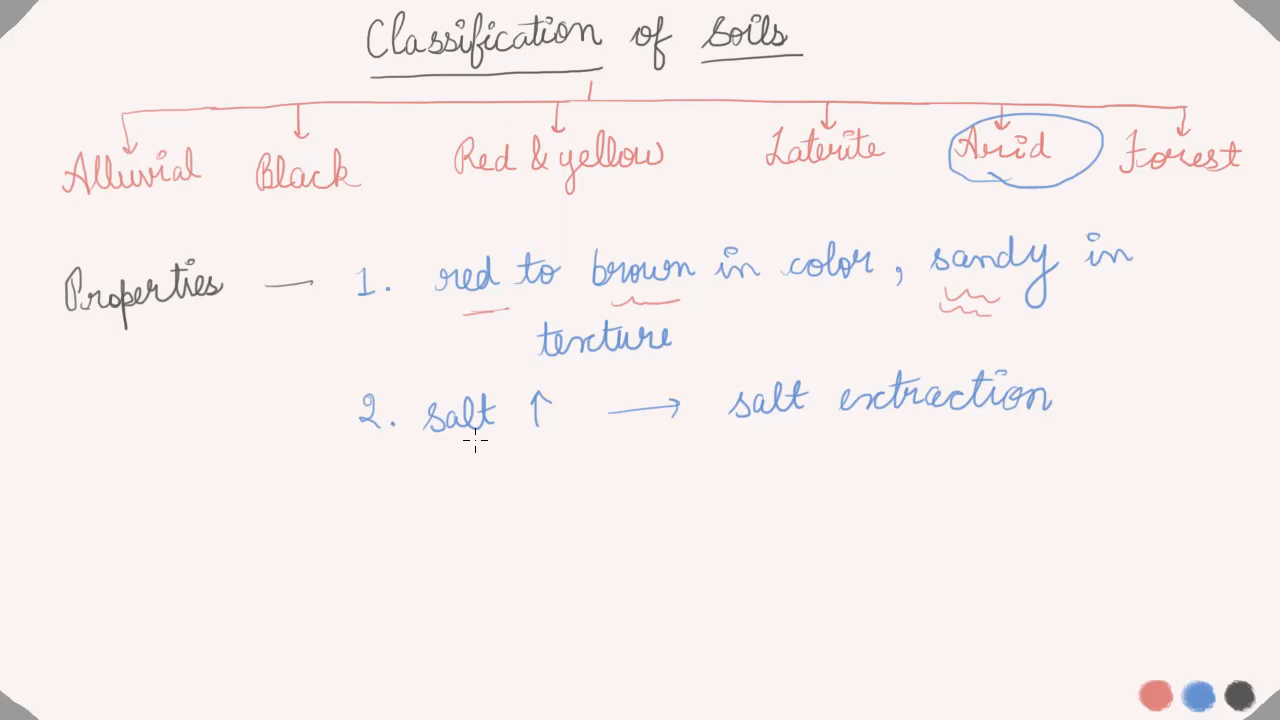 Classification of Soils
Alluvial Black Red & yellow Laterite Arid Forest
Properties — 1. red to brown in color, sandy in
texture
2. salt ↑ → salt extraction